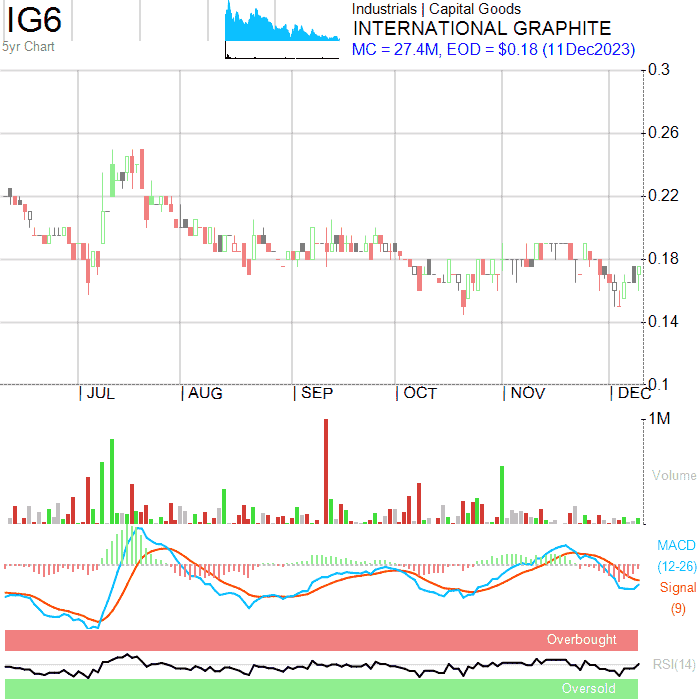 IG6
5yr Chart
Industrials | Capital Goods
INTERNATIONAL GRAPHITE
MC = 27.4M, EOD = $0.18 (11Dec2023)
0.3
0.26
0.22
0.18
0.14
0.1
| JUL | AUG | SEP | OCT | NOV | DEC
1M
Volume
MACD
(12-26)
Signal
(9)
Overbought
RSI(14)
Oversold